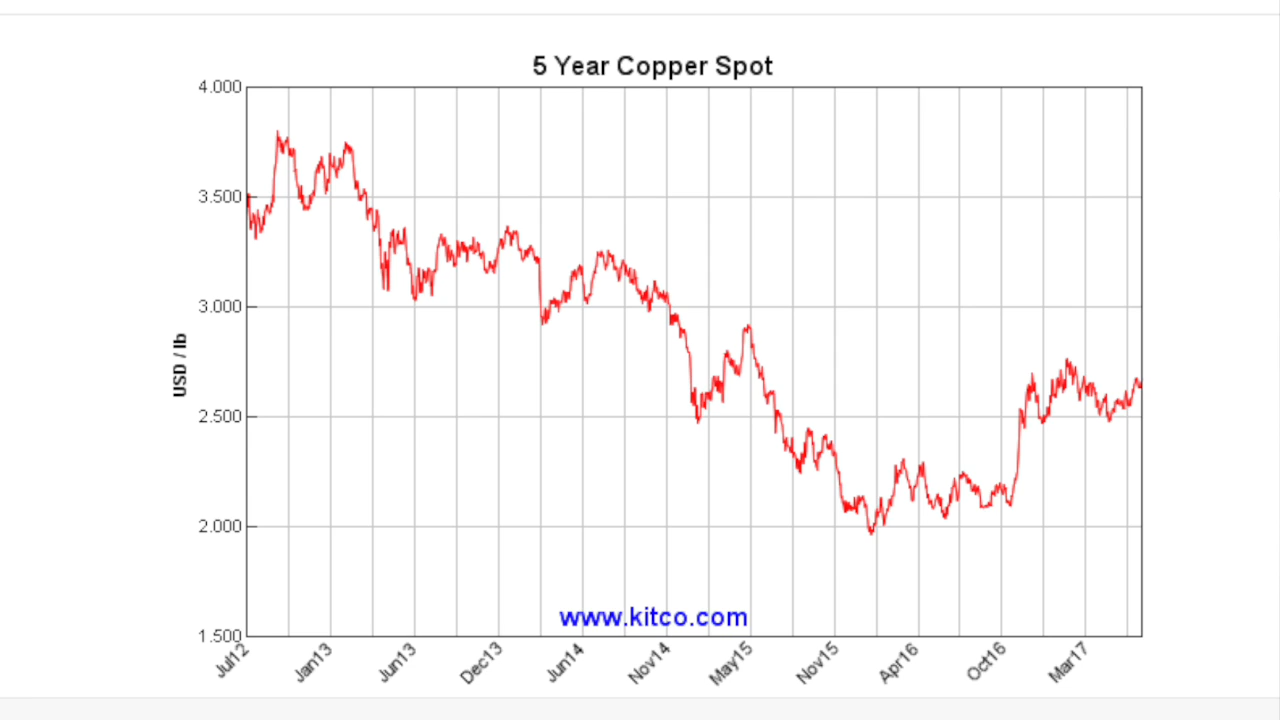 5 Year Copper Spot
4.000
3.500
3.000
2.500
2.000
1.500
USD / lb
www.kitco.com
Jul12 Jan13 Jun13 Dec13 Jun14 Nov14 May15 Nov15 Apr16 Oct16 Mar17